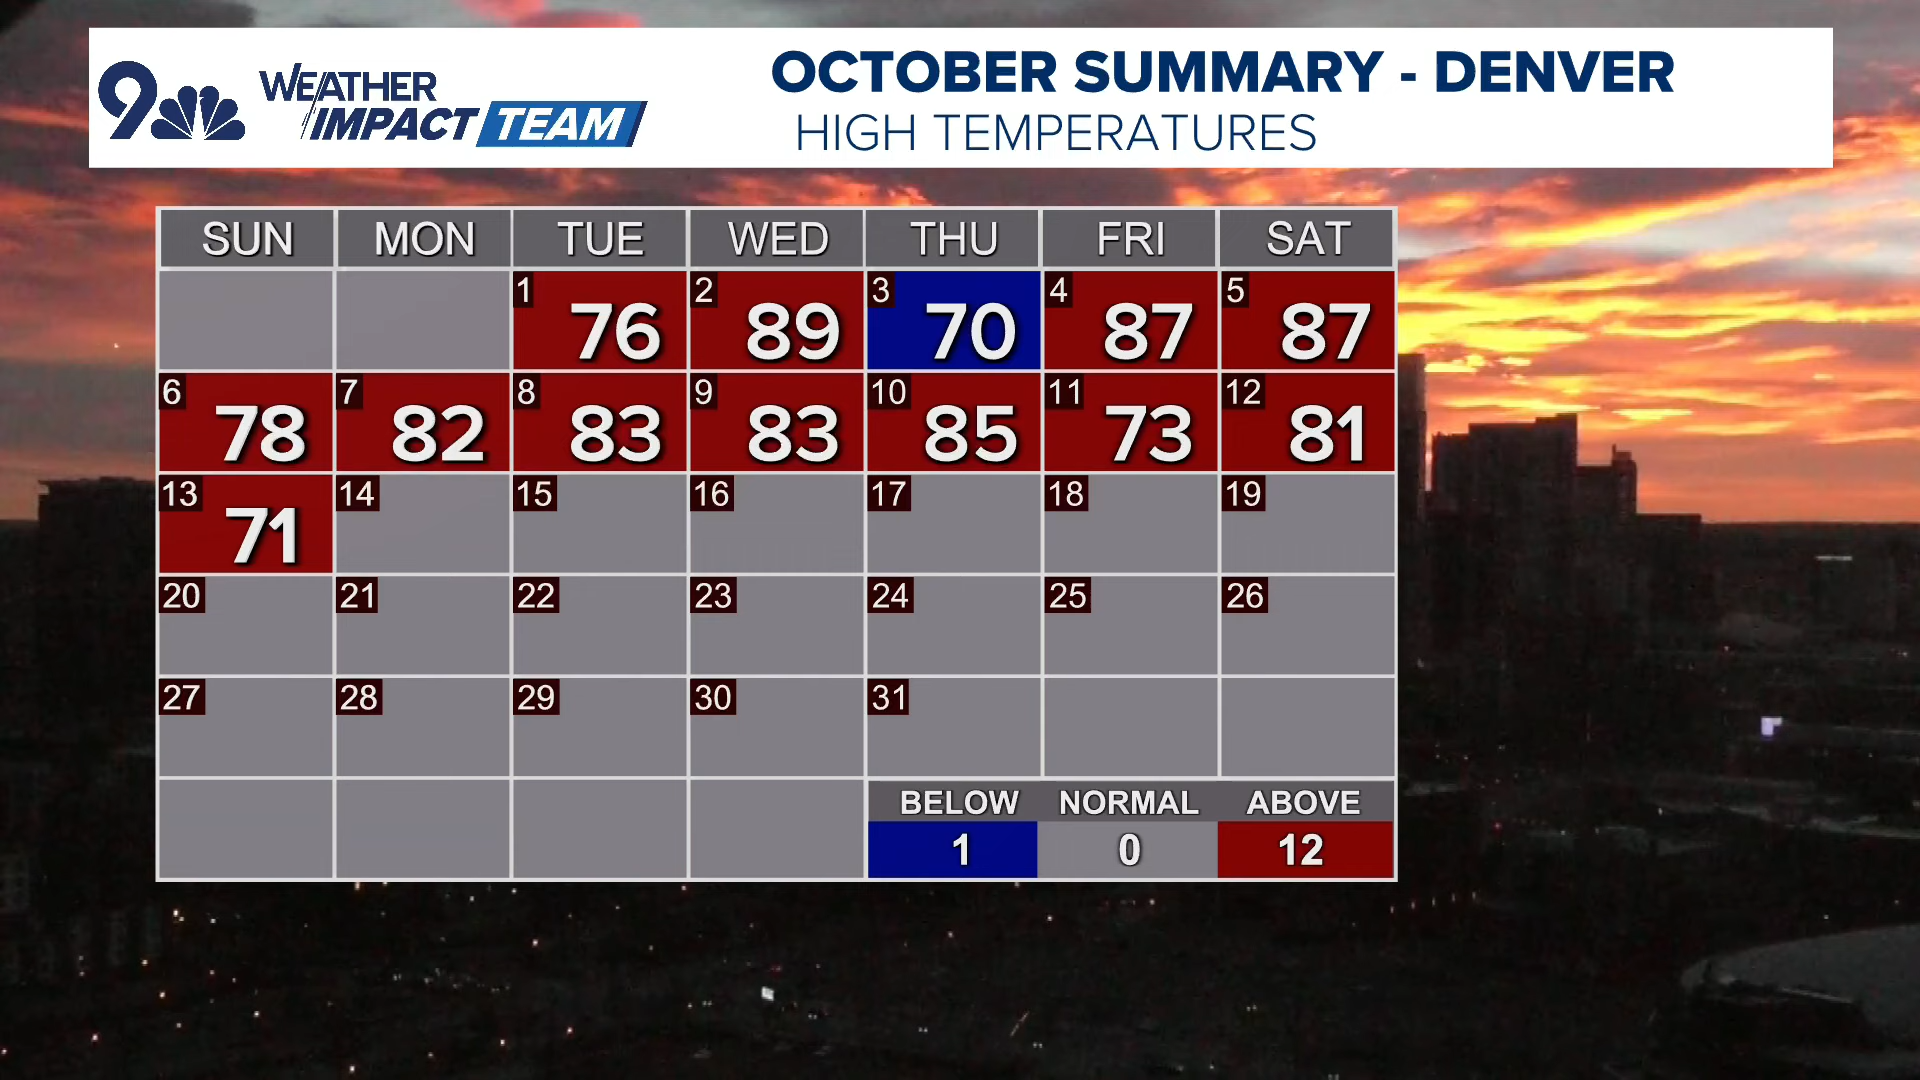 9 WEATHER IMPACT TEAM
OCTOBER SUMMARY - DENVER
HIGH TEMPERATURES
SUN MON TUE WED THU FRI SAT
1 76 2 89 3 70 4 87 5 87
6 78 7 82 8 83 9 83 10 85 11 73 12 81
13 71 14 15 16 17 18 19
20 21 22 23 24 25 26
27 28 29 30 31
BELOW NORMAL ABOVE
1 0 12